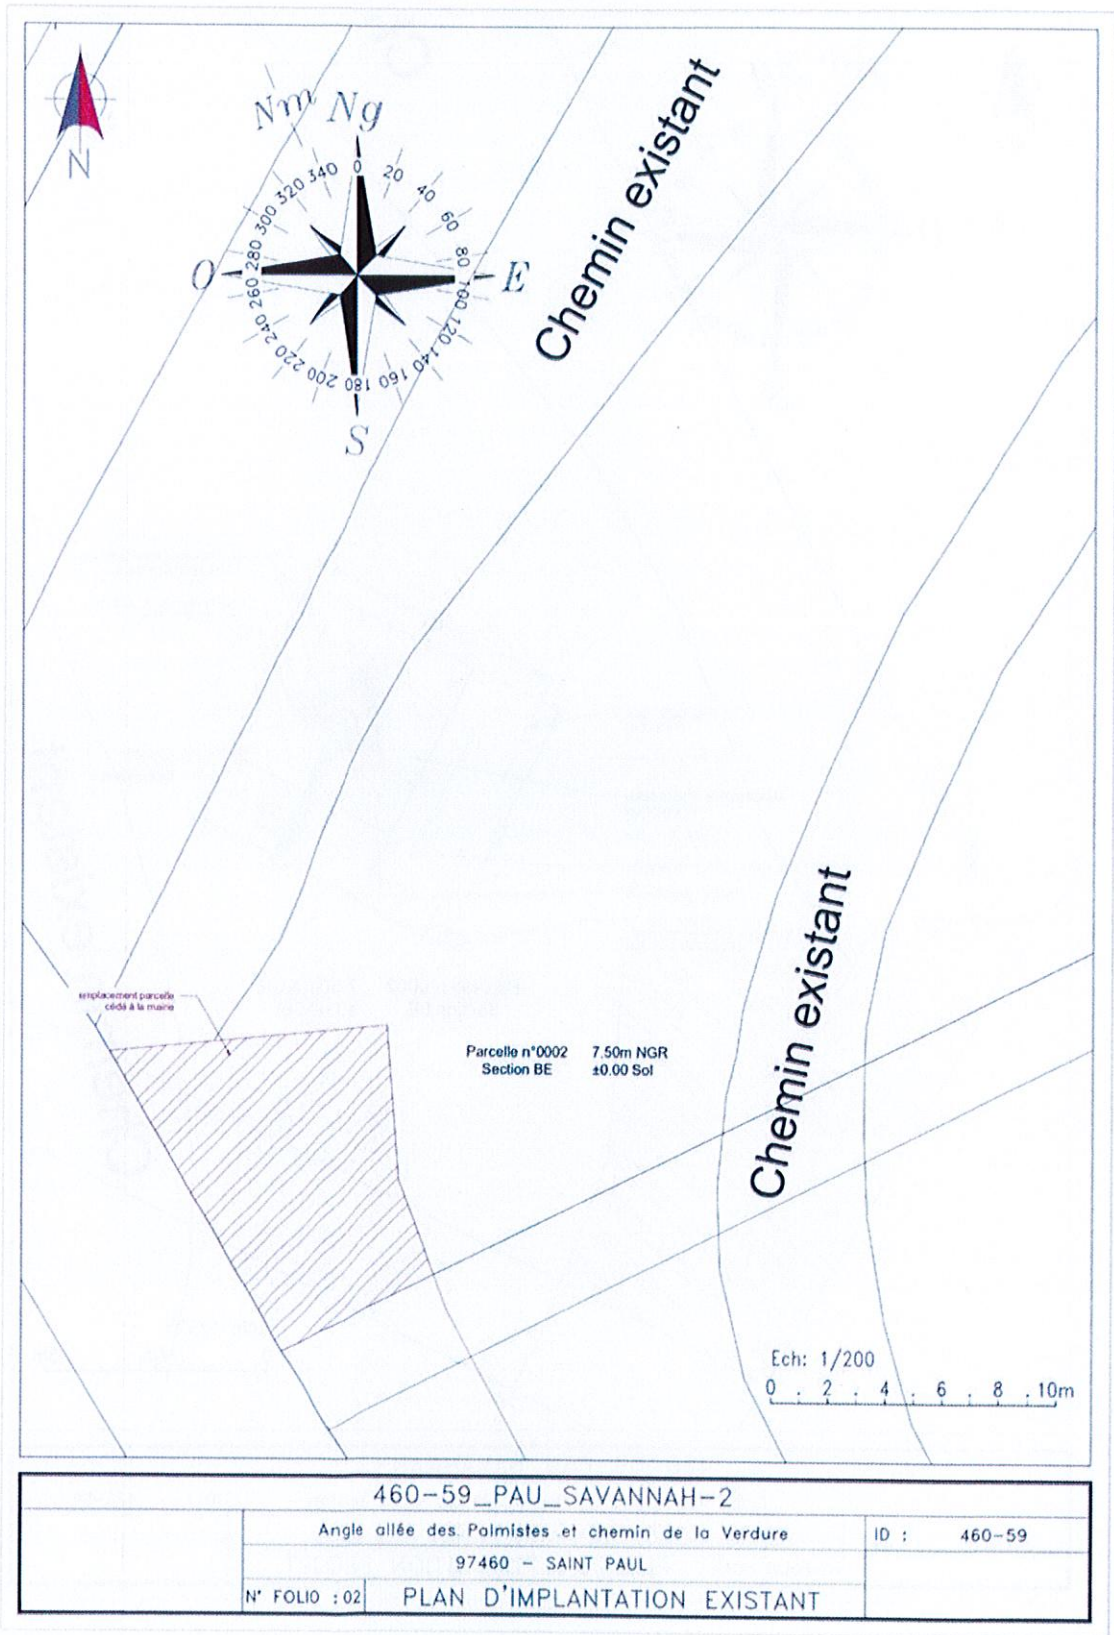 N
Nm Ng
0 20 40 60 80 100 120 140 160 180 200 220 240 260 280 300 320 340
O
E
S
Chemin existant
emplacement parcelle
cédé à la mairie
Parcelle n°0002 7.50m NGR
Section BE ±0.00 Sol
Chemin existant
Ech: 1/200
0 . 2 . 4 . 6 . 8 . 10m
460-59_PAU_SAVANNAH-2
Angle allée des Palmistes et chemin de la Verdure
ID : 460-59
97460 - SAINT PAUL
N° FOLIO : 02
PLAN D'IMPLANTATION EXISTANT